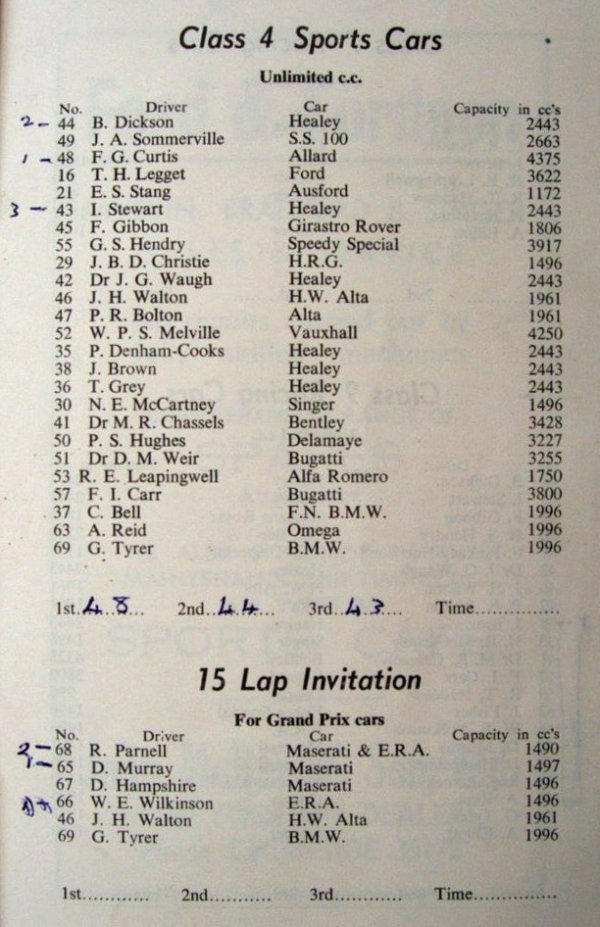 Class 4 Sports Cars
Unlimited c.c.
No. Driver Car Capacity in cc's
2 – 44 B. Dickson Healey 2443
49 J. A. Sommerville S.S. 100 2663
1 – 48 F. G. Curtis Allard 4375
16 T. H. Legget Ford 3622
21 E. S. Stang Ausford 1172
3 – 43 I. Stewart Healey 2443
45 F. Gibbon Girastro Rover 1806
55 G. S. Hendry Speedy Special 3917
29 J. B. D. Christie H.R.G. 1496
42 Dr J. G. Waugh Healey 2443
46 J. H. Walton H.W. Alta 1961
47 P. R. Bolton Alta 1961
52 W. P. S. Melville Vauxhall 4250
35 P. Denham-Cooks Healey 2443
38 J. Brown Healey 2443
36 T. Grey Healey 2443
30 N. E. McCartney Singer 1496
41 Dr M. R. Chassels Bentley 3428
50 P. S. Hughes Delamaye 3227
51 Dr D. M. Weir Bugatti 3255
53 R. E. Leapingwell Alfa Romero 1750
57 F. I. Carr Bugatti 3800
37 C. Bell F.N. B.M.W. 1996
63 A. Reid Omega 1996
69 G. Tyrer B.M.W. 1996
1st..48.... 2nd..44.... 3rd..43.... Time..............
15 Lap Invitation
For Grand Prix cars
No. Driver Car Capacity in cc's
2 – 68 R. Parnell Maserati & E.R.A. 1490
1 – 65 D. Murray Maserati 1497
67 D. Hampshire Maserati 1496
66 W. E. Wilkinson E.R.A. 1496
46 J. H. Walton H.W. Alta 1961
69 G. Tyrer B.M.W. 1996
1st............ 2nd........... 3rd............ Time..............